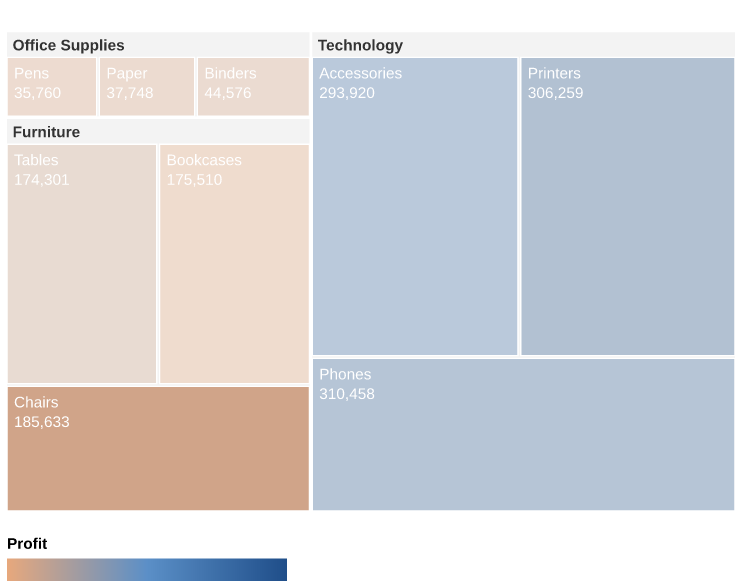 Office Supplies
Pens
35,760
Paper
37,748
Binders
44,576
Furniture
Tables
174,301
Bookcases
175,510
Chairs
185,633
Technology
Accessories
293,920
Printers
306,259
Phones
310,458
Profit